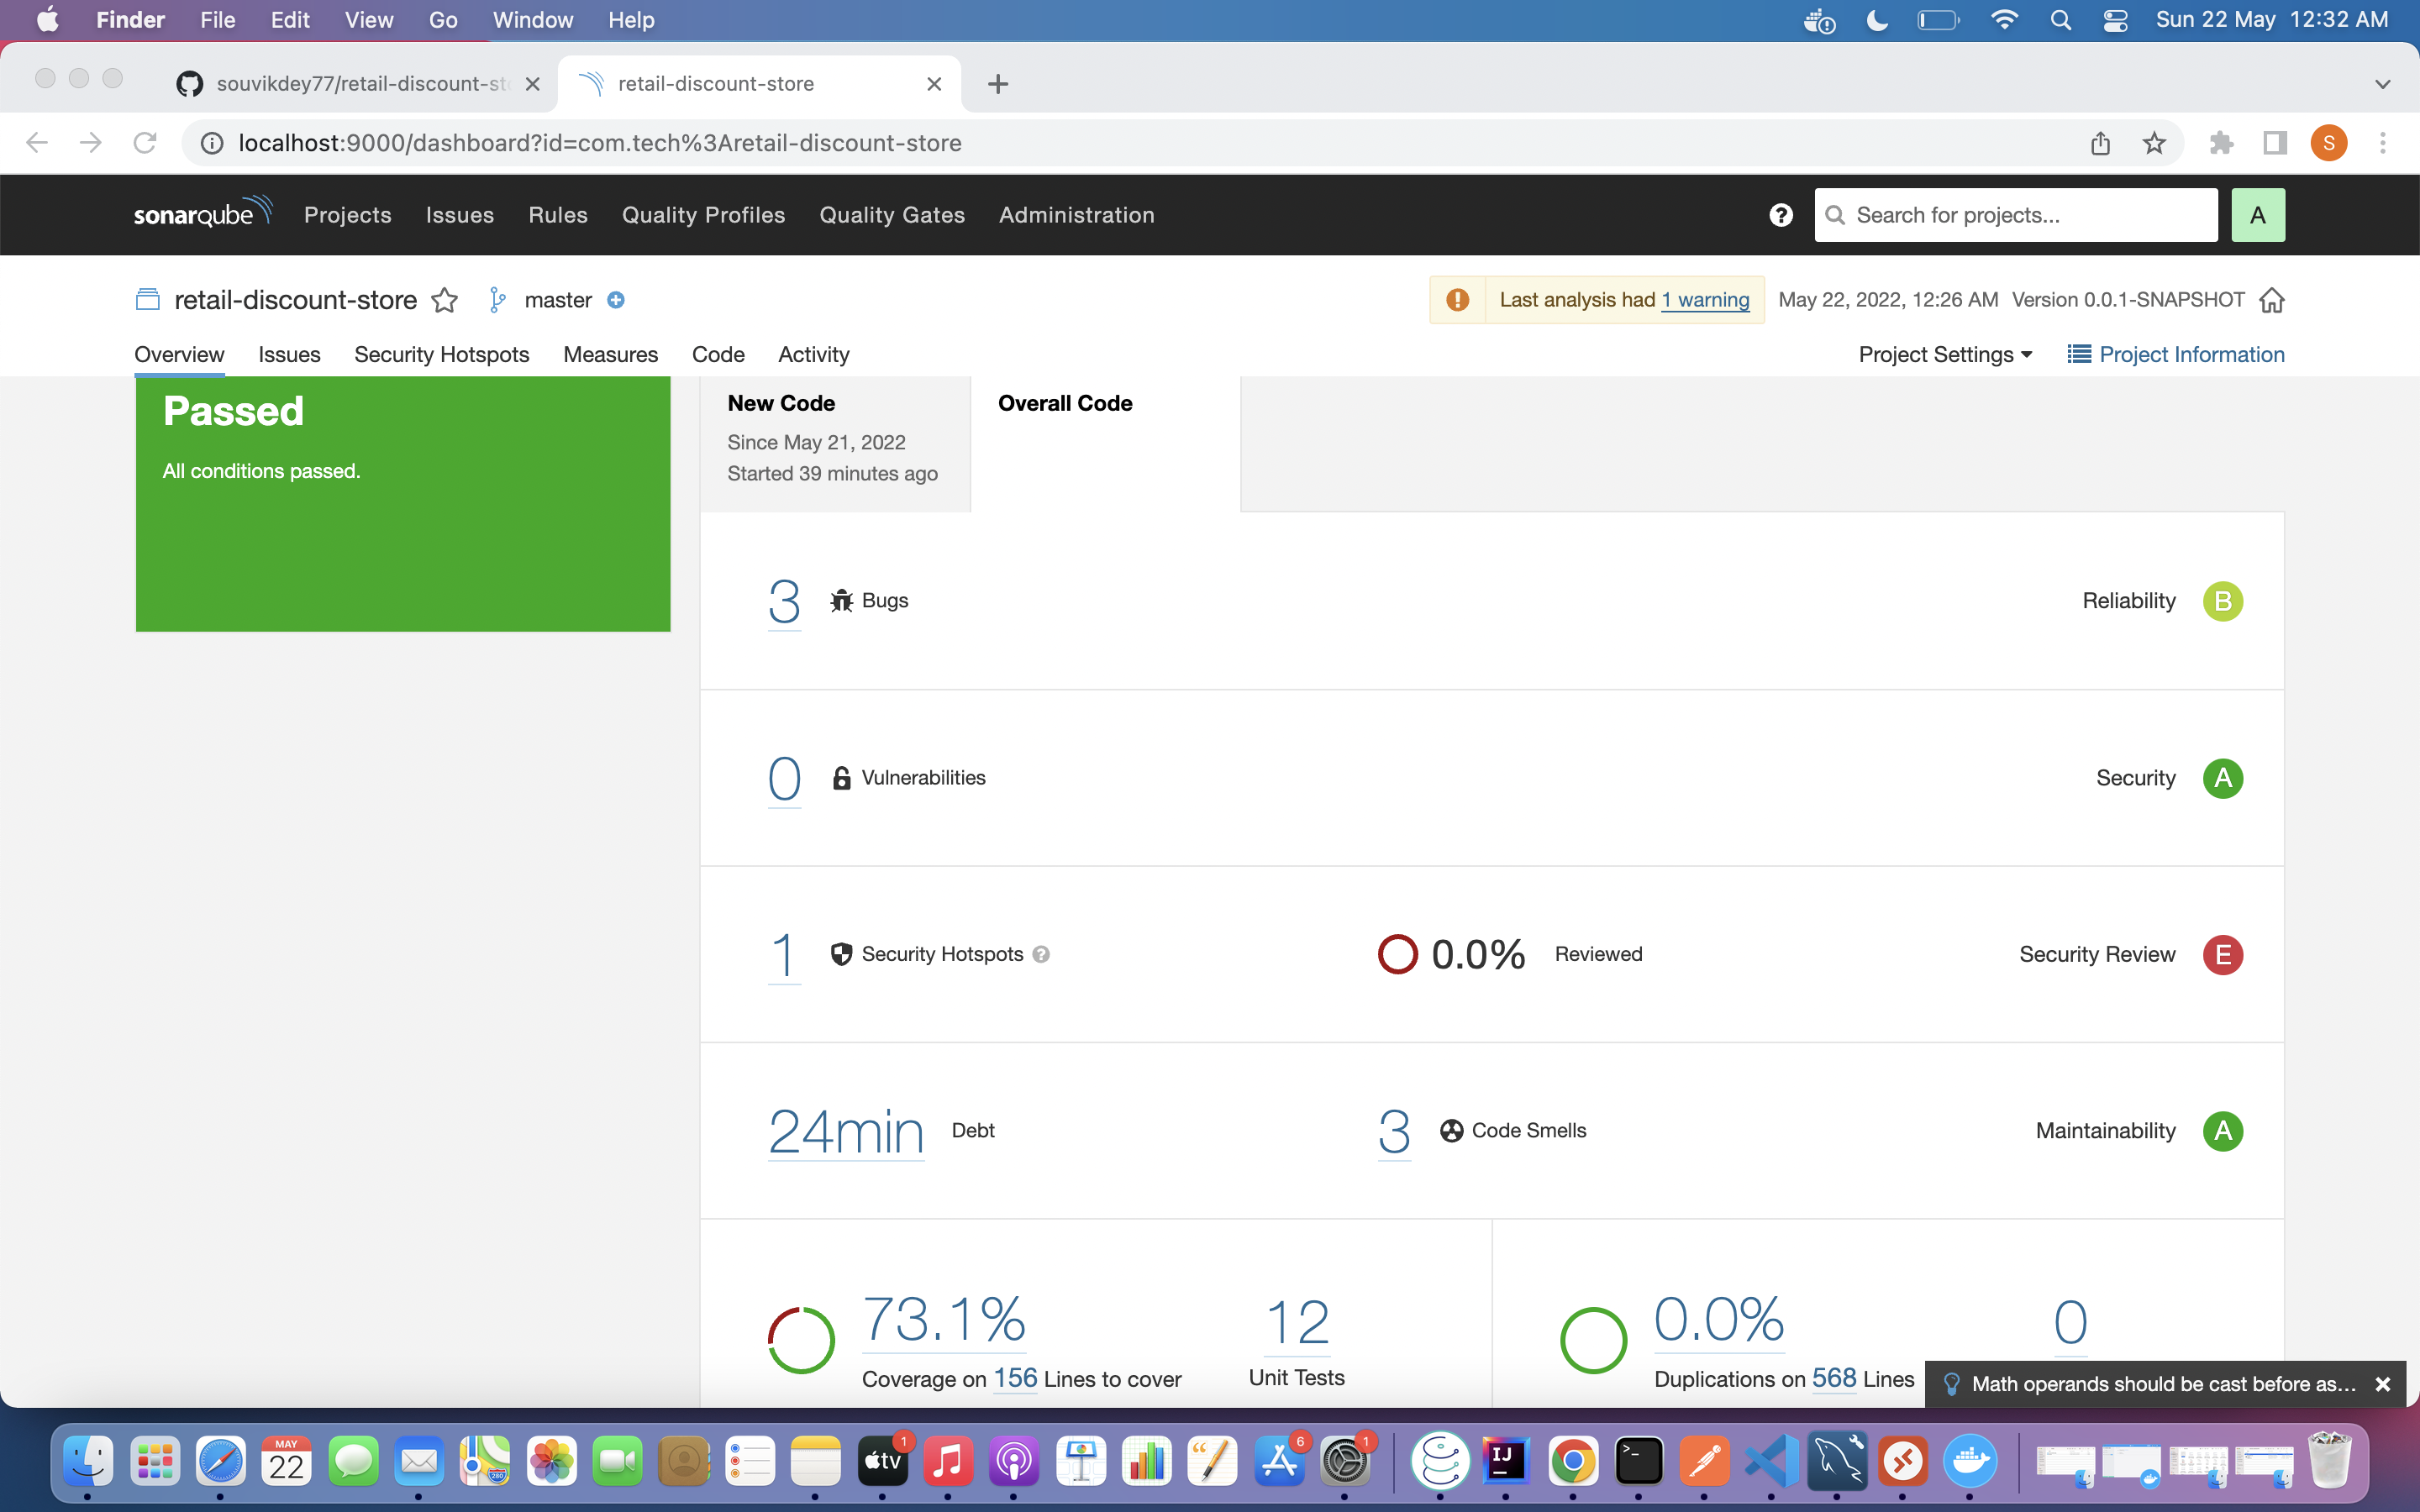 Finder File Edit View Go Window Help Sun 22 May 12:32 AM
souvikdey77/retail-discount-st retail-discount-store
localhost:9000/dashboard?id=com.tech%3Aretail-discount-store S
sonarqube Projects Issues Rules Quality Profiles Quality Gates Administration ? Search for projects... A
retail-discount-store master Last analysis had 1 warning May 22, 2022, 12:26 AM Version 0.0.1-SNAPSHOT
Overview Issues Security Hotspots Measures Code Activity Project Settings Project Information
Passed
All conditions passed.
New Code Overall Code
Since May 21, 2022
Started 39 minutes ago
3 Bugs Reliability B
0 Vulnerabilities Security A
1 Security Hotspots ? 0.0% Reviewed Security Review E
24min Debt 3 Code Smells Maintainability A
73.1% 12 0.0% 0
Coverage on 156 Lines to cover Unit Tests Duplications on 568 Lines
Math operands should be cast before as...
MAY
22
280
tv
1
6
1
IJ